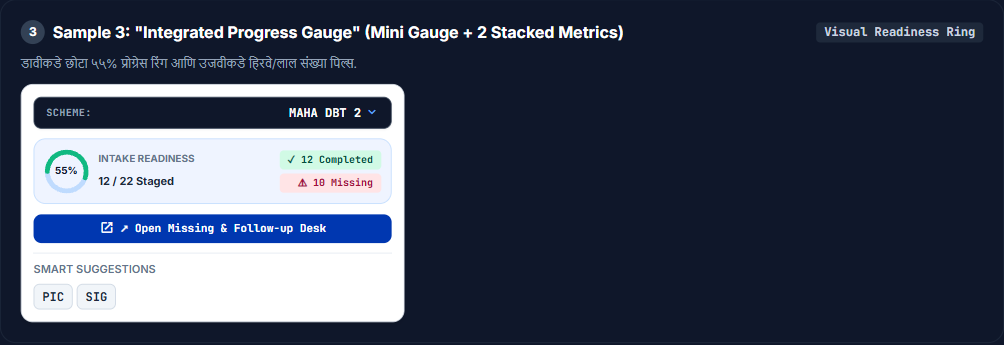 3 Sample 3: "Integrated Progress Gauge" (Mini Gauge + 2 Stacked Metrics)
Visual Readiness Ring
डावीकडे छोटा ५५% प्रोग्रेस रिंग आणि उजवीकडे हिरवे/लाल संख्या पिल्स.
SCHEME:
MAHA DBT 2
55%
INTAKE READINESS
12 / 22 Staged
✓ 12 Completed
⚠ 10 Missing
↗ Open Missing & Follow-up Desk
SMART SUGGESTIONS
PIC
SIG